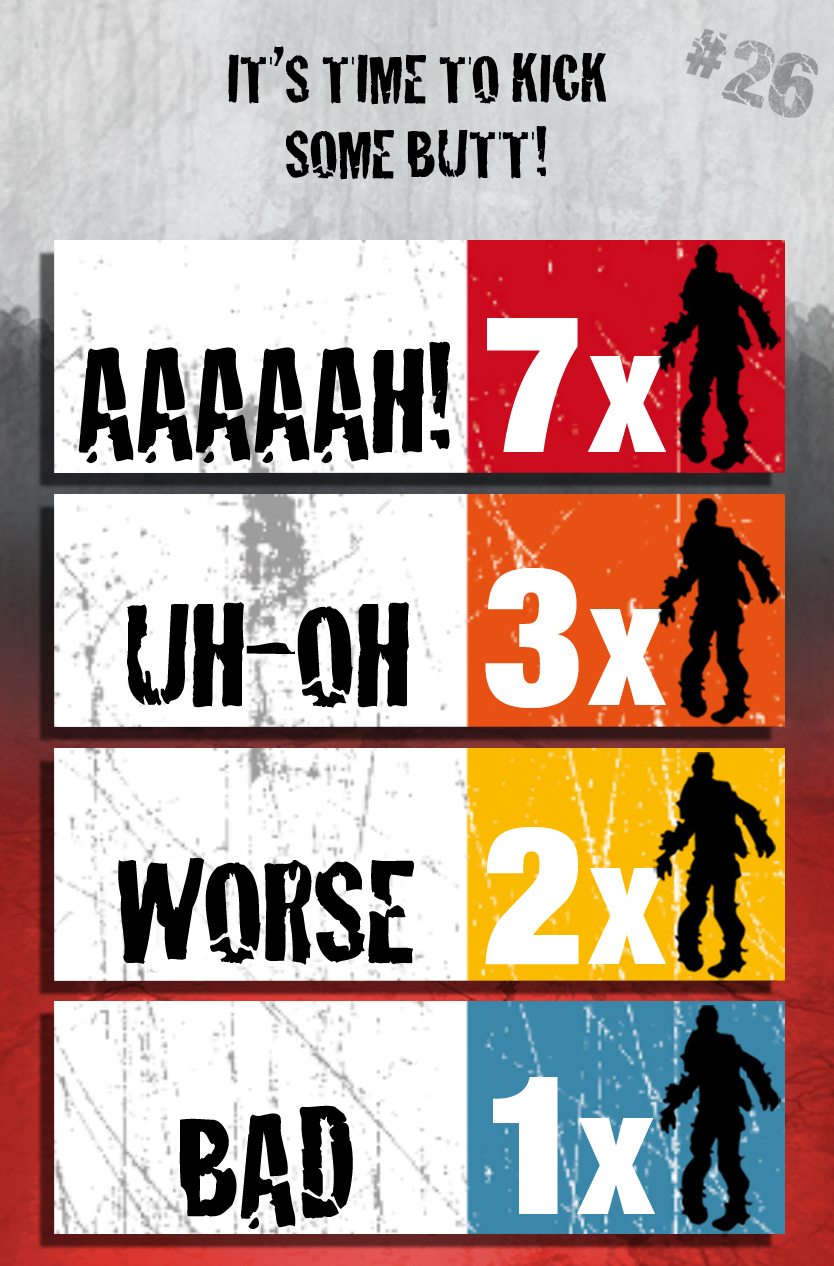 #26
IT'S TIME TO KICK
SOME BUTT!
AAAAAH!
7x
UH-OH
3x
WORSE
2x
BAD
1x